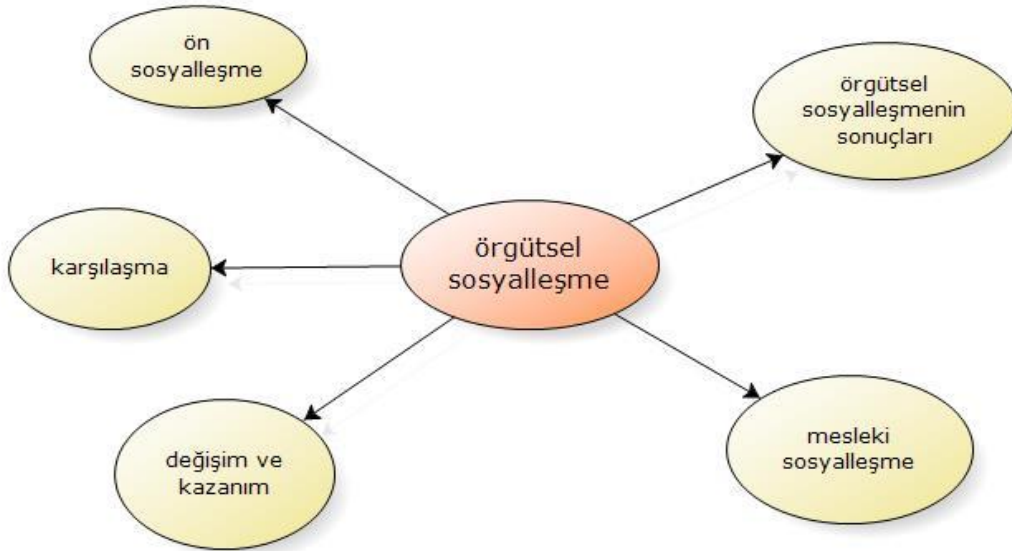 ön
sosyalleşme
örgütsel
sosyalleşmenin
sonuçları
örgütsel
sosyalleşme
karşılaşma
değişim ve
kazanım
mesleki
sosyalleşme